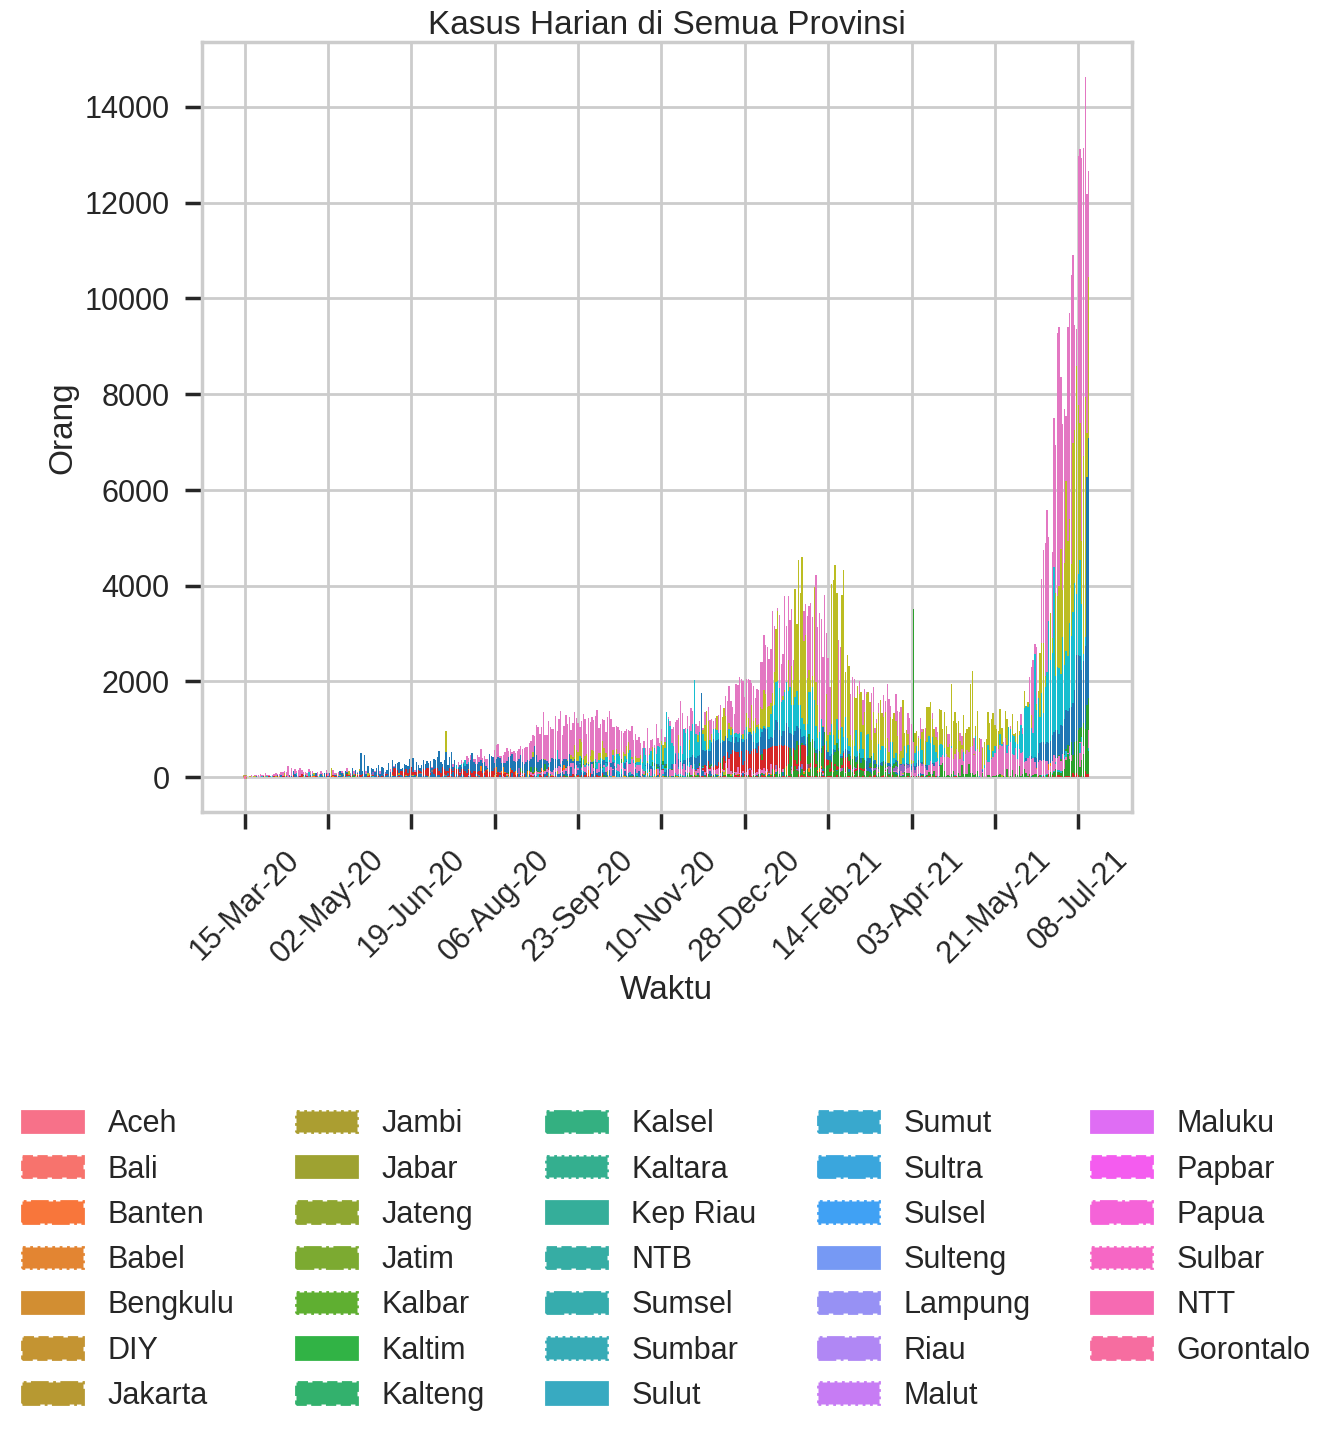 Kasus Harian di Semua Provinsi
14000
12000
10000
8000
6000
4000
2000
0
Orang
15-Mar-20
02-May-20
19-Jun-20
06-Aug-20
23-Sep-20
10-Nov-20
28-Dec-20
14-Feb-21
03-Apr-21
21-May-21
08-Jul-21
Waktu
Aceh
Bali
Banten
Babel
Bengkulu
DIY
Jakarta
Jambi
Jabar
Jateng
Jatim
Kalbar
Kaltim
Kalteng
Kalsel
Kaltara
Kep Riau
NTB
Sumsel
Sumbar
Sulut
Sumut
Sultra
Sulsel
Sulteng
Lampung
Riau
Malut
Maluku
Papbar
Papua
Sulbar
NTT
Gorontalo